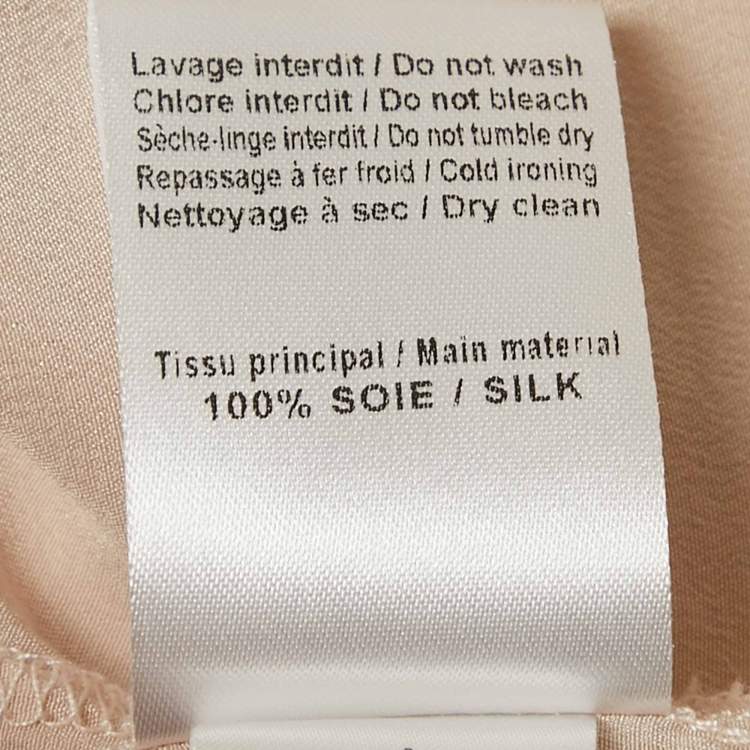 Lavage interdit / Do not wash
Chlore interdit / Do not bleach
Sèche-linge interdit / Do not tumble dry
Repassage à fer froid / Cold ironing
Nettoyage à sec / Dry clean
Tissu principal / Main material
100% SOIE / SILK